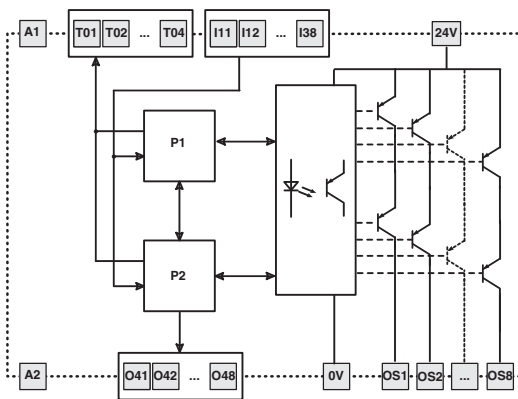 A1 T01 T02 ... T04 I11 I12 ... I38 24V
P1
P2
A2 O41 O42 ... O48 0V OS1 OS2 ... OS8